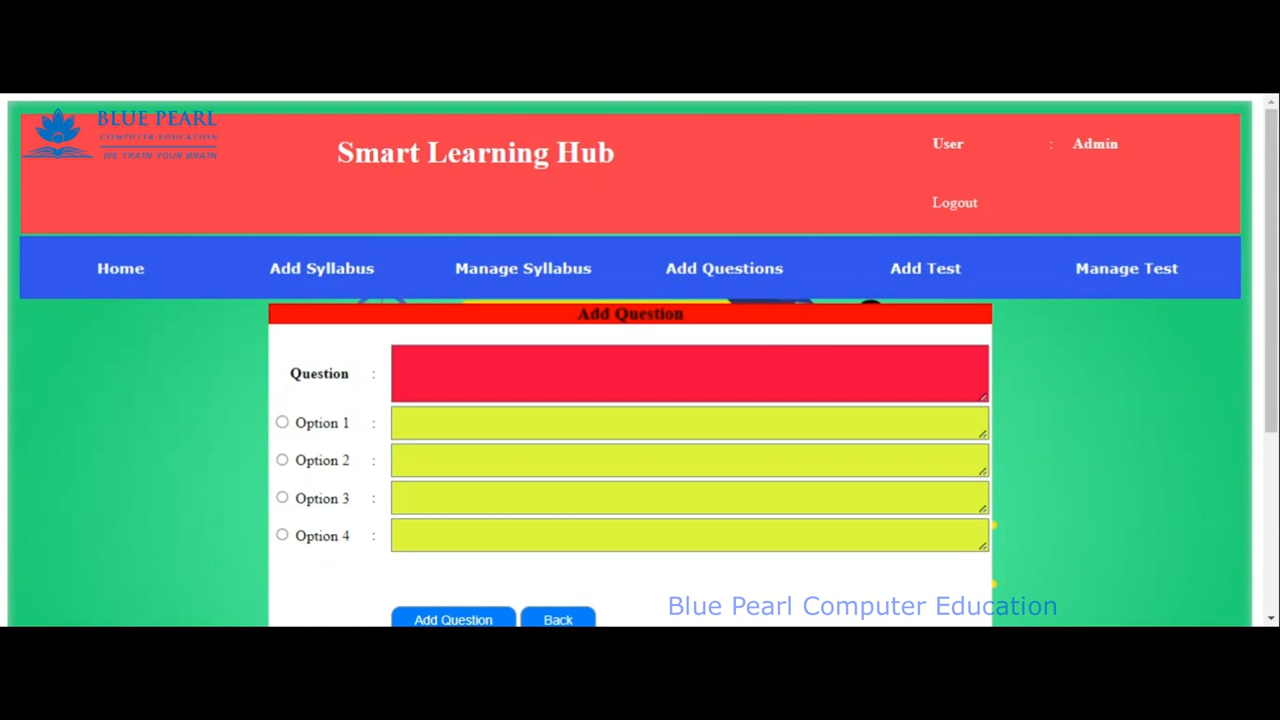 BLUE PEARL
COMPUTER EDUCATION
WE TRAIN YOUR BRAIN
Smart Learning Hub
User : Admin
Logout
Home Add Syllabus Manage Syllabus Add Questions Add Test Manage Test
Add Question
Question :
Option 1 :
Option 2 :
Option 3 :
Option 4 :
Add Question Back
Blue Pearl Computer Education